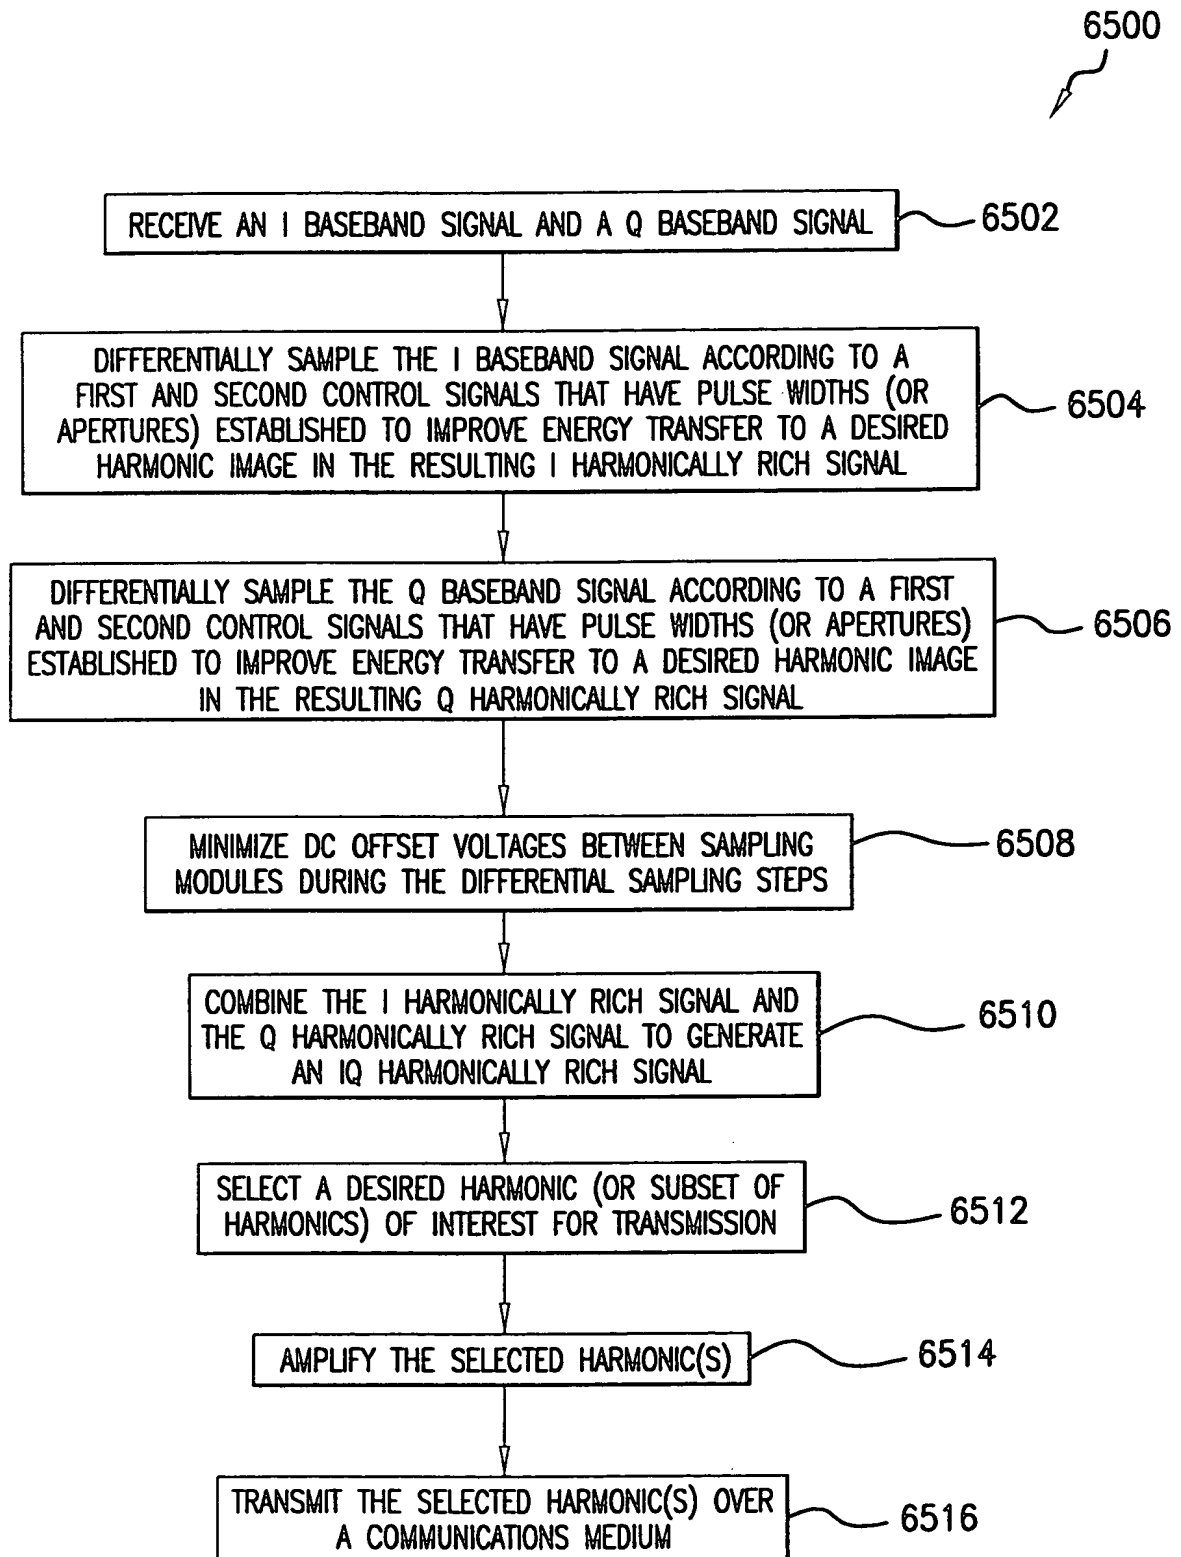 6500
RECEIVE AN I BASEBAND SIGNAL AND A Q BASEBAND SIGNAL
6502
DIFFERENTIALLY SAMPLE THE I BASEBAND SIGNAL ACCORDING TO A
FIRST AND SECOND CONTROL SIGNALS THAT HAVE PULSE WIDTHS (OR
APERTURES) ESTABLISHED TO IMPROVE ENERGY TRANSFER TO A DESIRED
HARMONIC IMAGE IN THE RESULTING I HARMONICALLY RICH SIGNAL
6504
DIFFERENTIALLY SAMPLE THE Q BASEBAND SIGNAL ACCORDING TO A FIRST
AND SECOND CONTROL SIGNALS THAT HAVE PULSE WIDTHS (OR APERTURES)
ESTABLISHED TO IMPROVE ENERGY TRANSFER TO A DESIRED HARMONIC IMAGE
IN THE RESULTING Q HARMONICALLY RICH SIGNAL
6506
MINIMIZE DC OFFSET VOLTAGES BETWEEN SAMPLING
MODULES DURING THE DIFFERENTIAL SAMPLING STEPS
6508
COMBINE THE I HARMONICALLY RICH SIGNAL AND
THE Q HARMONICALLY RICH SIGNAL TO GENERATE
AN IQ HARMONICALLY RICH SIGNAL
6510
SELECT A DESIRED HARMONIC (OR SUBSET OF
HARMONICS) OF INTEREST FOR TRANSMISSION
6512
AMPLIFY THE SELECTED HARMONIC(S)
6514
TRANSMIT THE SELECTED HARMONIC(S) OVER
A COMMUNICATIONS MEDIUM
6516